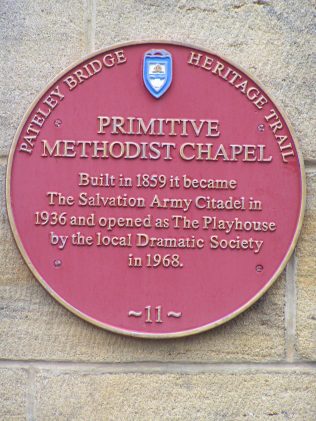 PATELEY BRIDGE HERITAGE TRAIL
PRIMITIVE
METHODIST CHAPEL
Built in 1859 it became
The Salvation Army Citadel in
1936 and opened as The Playhouse
by the local Dramatic Society
in 1968.
~11~